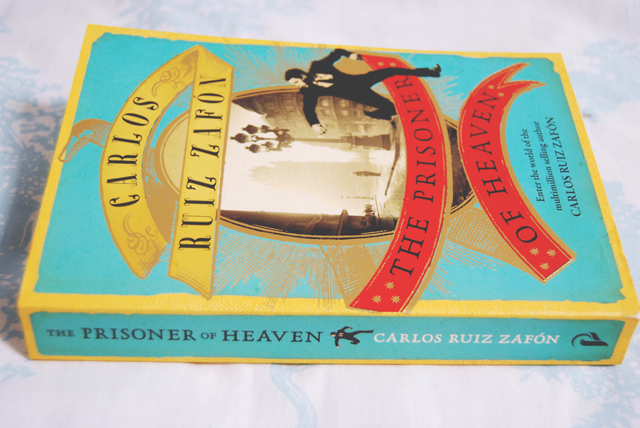 CARLOS
RUIZ ZAFÓN
THE PRISONER
OF HEAVEN
Enter the world of the
multimillion selling author
CARLOS RUIZ ZAFÓN
THE PRISONER OF HEAVEN CARLOS RUIZ ZAFÓN